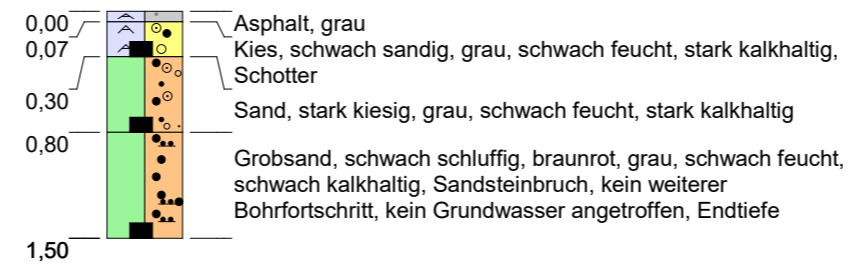 0,00
Asphalt, grau
0,07
Kies, schwach sandig, grau, schwach feucht, stark kalkhaltig,
Schotter
0,30
Sand, stark kiesig, grau, schwach feucht, stark kalkhaltig
0,80
Grobsand, schwach schluffig, braunrot, grau, schwach feucht,
schwach kalkhaltig, Sandsteinbruch, kein weiterer
Bohrfortschritt, kein Grundwasser angetroffen, Endtiefe
1,50